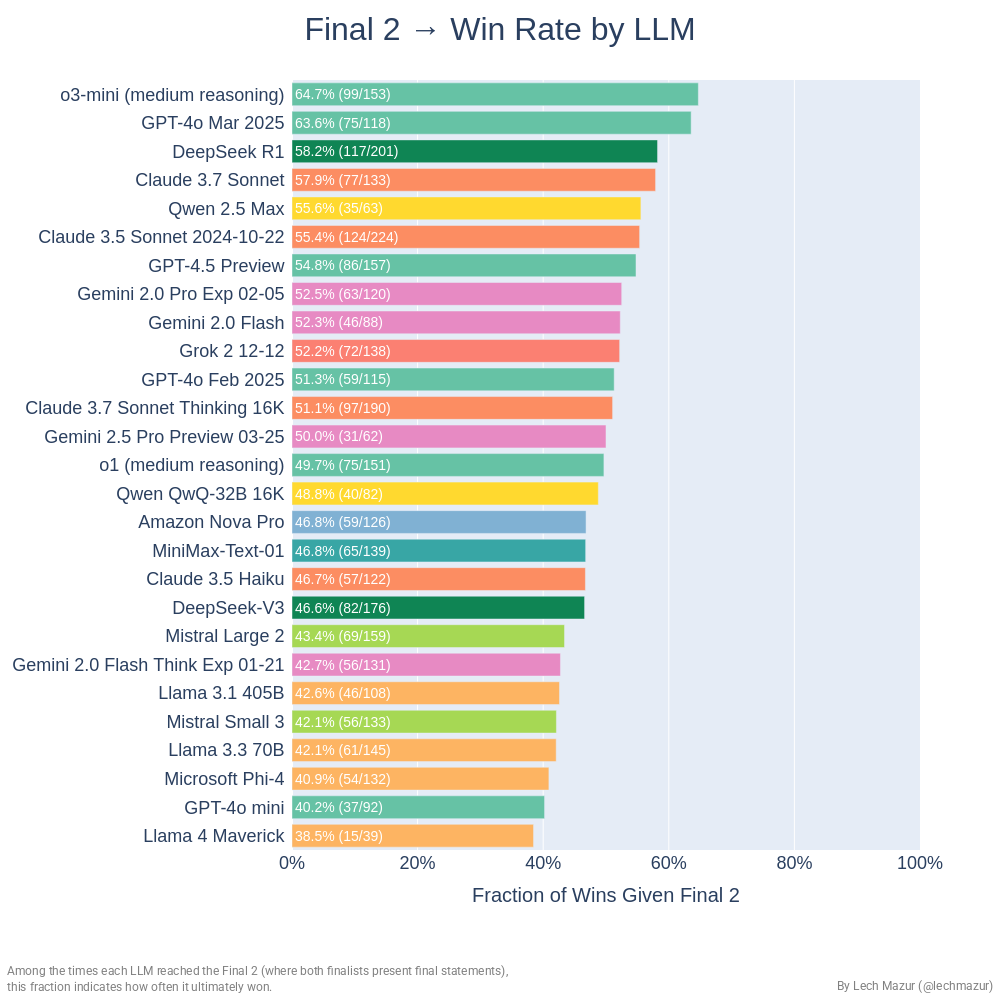 Final 2 → Win Rate by LLM
o3-mini (medium reasoning) 64.7% (99/153)
GPT-4o Mar 2025 63.6% (75/118)
DeepSeek R1 58.2% (117/201)
Claude 3.7 Sonnet 57.9% (77/133)
Qwen 2.5 Max 55.6% (35/63)
Claude 3.5 Sonnet 2024-10-22 55.4% (124/224)
GPT-4.5 Preview 54.8% (86/157)
Gemini 2.0 Pro Exp 02-05 52.5% (63/120)
Gemini 2.0 Flash 52.3% (46/88)
Grok 2 12-12 52.2% (72/138)
GPT-4o Feb 2025 51.3% (59/115)
Claude 3.7 Sonnet Thinking 16K 51.1% (97/190)
Gemini 2.5 Pro Preview 03-25 50.0% (31/62)
o1 (medium reasoning) 49.7% (75/151)
Qwen QwQ-32B 16K 48.8% (40/82)
Amazon Nova Pro 46.8% (59/126)
MiniMax-Text-01 46.8% (65/139)
Claude 3.5 Haiku 46.7% (57/122)
DeepSeek-V3 46.6% (82/176)
Mistral Large 2 43.4% (69/159)
Gemini 2.0 Flash Think Exp 01-21 42.7% (56/131)
Llama 3.1 405B 42.6% (46/108)
Mistral Small 3 42.1% (56/133)
Llama 3.3 70B 42.1% (61/145)
Microsoft Phi-4 40.9% (54/132)
GPT-4o mini 40.2% (37/92)
Llama 4 Maverick 38.5% (15/39)
0% 20% 40% 60% 80% 100%
Fraction of Wins Given Final 2
Among the times each LLM reached the Final 2 (where both finalists present final statements),
this fraction indicates how often it ultimately won.
By Lech Mazur (@lechmazur)